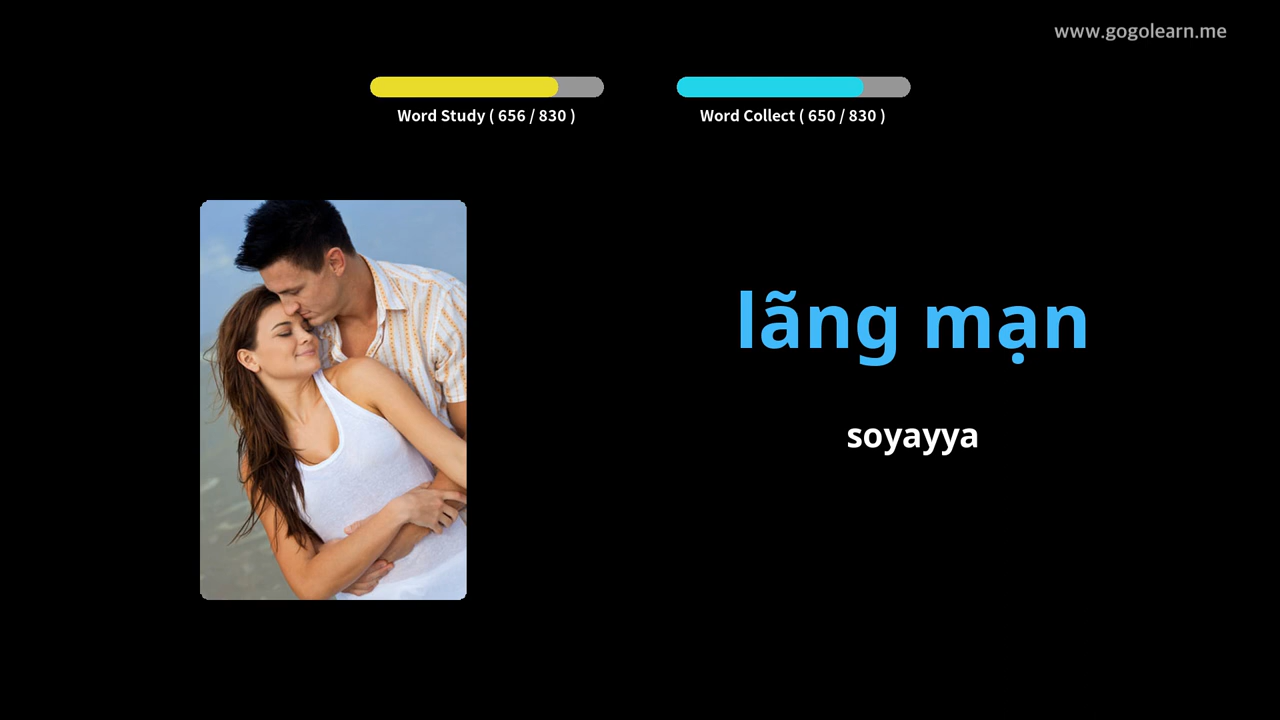 www.gogolearn.me
Word Study ( 656 / 830 )
Word Collect ( 650 / 830 )
lãng mạn
soyayya